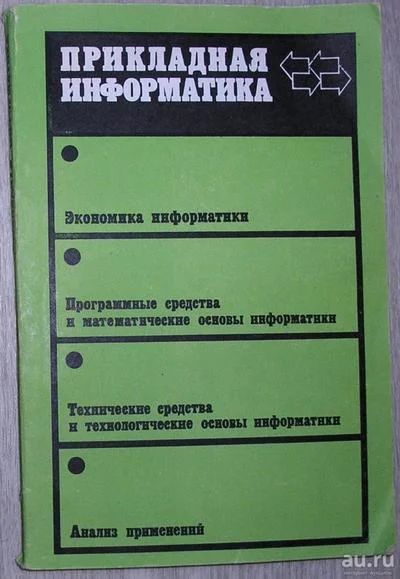 ПРИКЛАДНАЯ
ИНФОРМАТИКА
Экономика информатики
Программные средства
и математические основы информатики
Технические средства
и технологические основы информатики
Анализ применений
au.ru